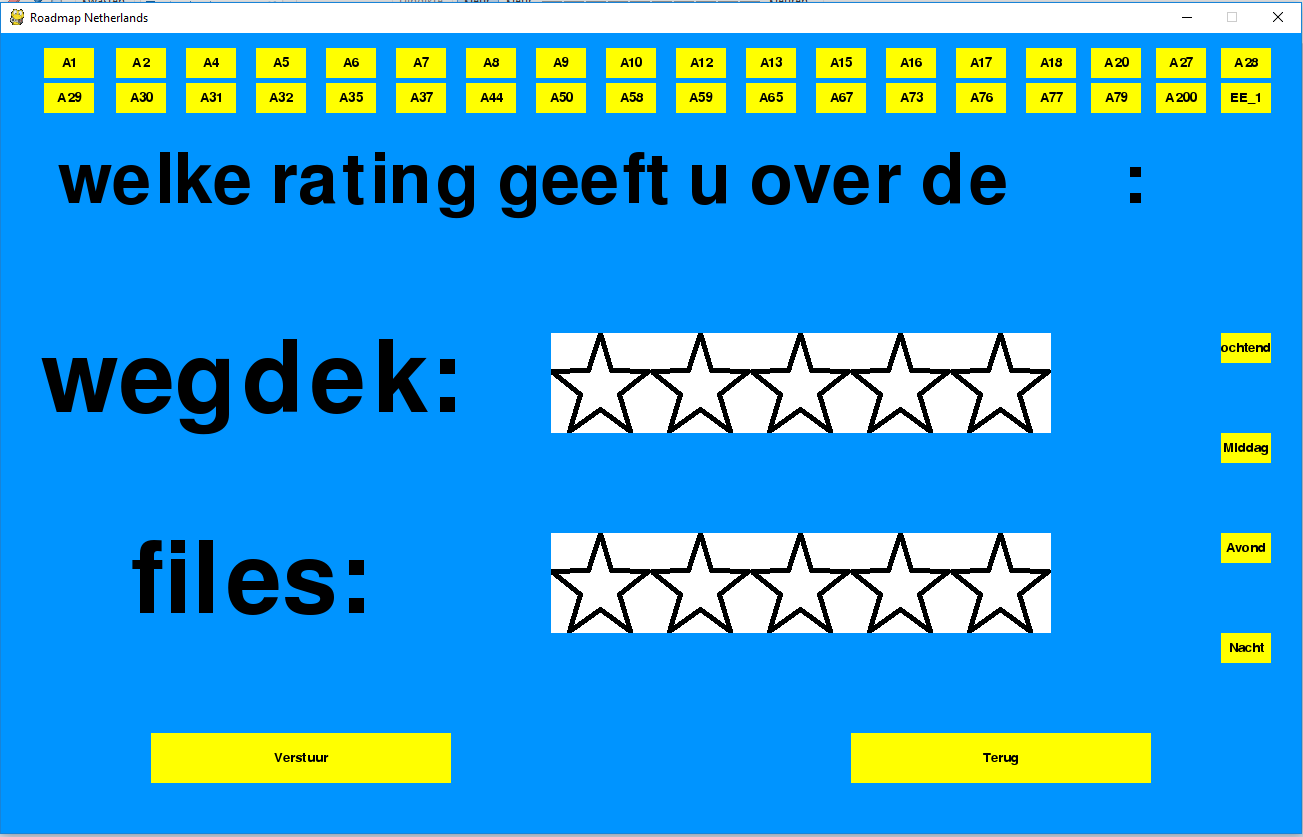 Roadmap Netherlands
A1 A2 A4 A5 A6 A7 A8 A9 A10 A12 A13 A15 A16 A17 A18 A20 A27 A28
A29 A30 A31 A32 A35 A37 A44 A50 A58 A59 A65 A67 A73 A76 A77 A79 A200 EE_1
welke rating geeft u over de :
wegdek:
ochtend
Middag
files:
Avond
Nacht
Verstuur Terug